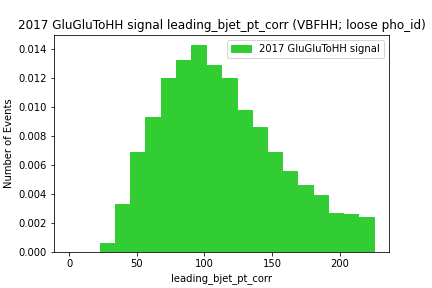 2017 GluGluToHH signal leading_bjet_pt_corr (VBFHH; loose pho_id)
2017 GluGluToHH signal
Number of Events
0.014
0.012
0.010
0.008
0.006
0.004
0.002
0.000
0 50 100 150 200
leading_bjet_pt_corr